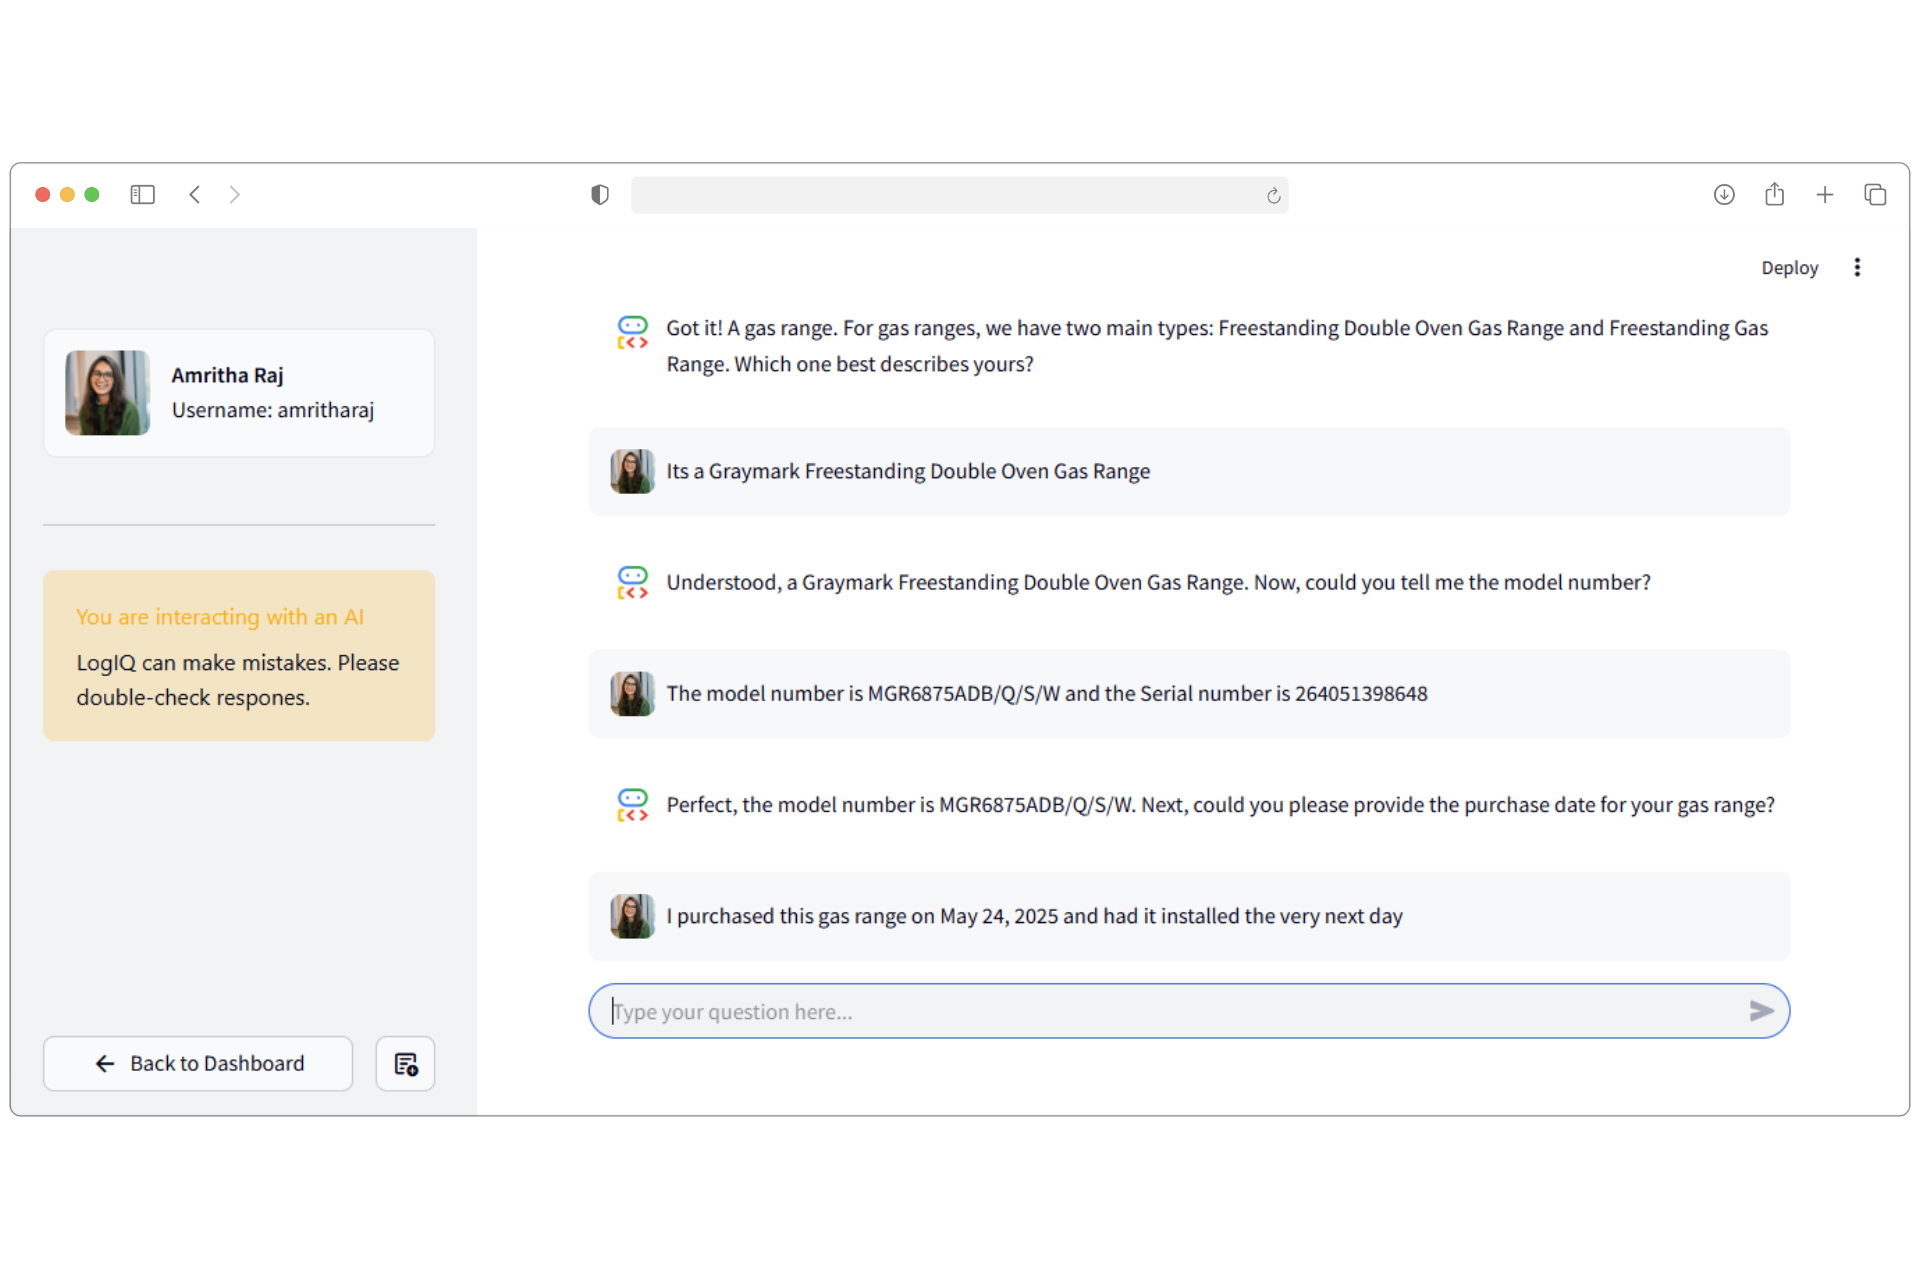 Deploy
Got it! A gas range. For gas ranges, we have two main types: Freestanding Double Oven Gas Range and Freestanding Gas
Range. Which one best describes yours?
Amritha Raj
Username: amritharaj
Its a Graymark Freestanding Double Oven Gas Range
Understood, a Graymark Freestanding Double Oven Gas Range. Now, could you tell me the model number?
You are interacting with an AI
LogIQ can make mistakes. Please
double-check respones.
The model number is MGR6875ADB/Q/S/W and the Serial number is 264051398648
Perfect, the model number is MGR6875ADB/Q/S/W. Next, could you please provide the purchase date for your gas range?
I purchased this gas range on May 24, 2025 and had it installed the very next day
Type your question here...
Back to Dashboard